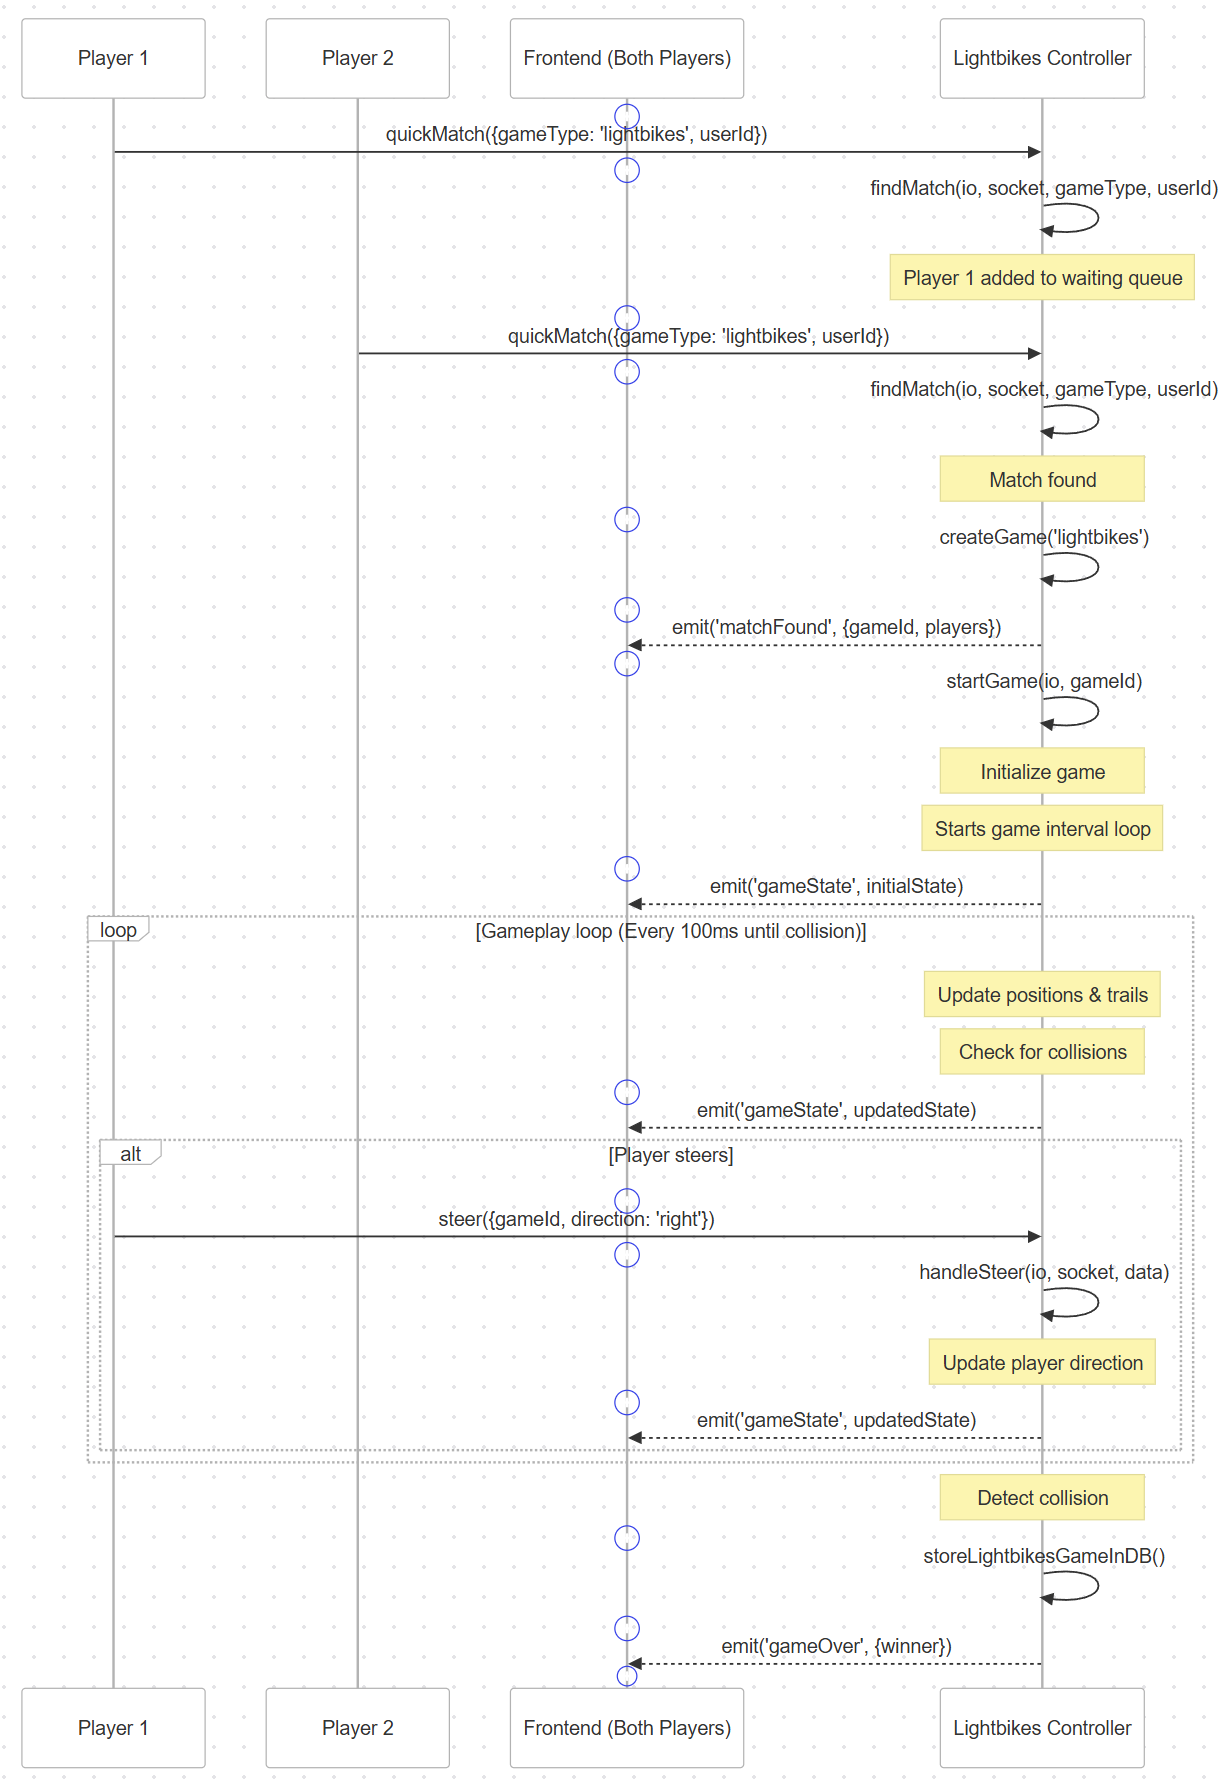 Player 1
Player 2
Frontend (Both Players)
Lightbikes Controller
quickMatch({gameType: 'lightbikes', userId})
findMatch(io, socket, gameType, userId)
Player 1 added to waiting queue
quickMatch({gameType: 'lightbikes', userId})
findMatch(io, socket, gameType, userId)
Match found
createGame('lightbikes')
emit('matchFound', {gameId, players})
startGame(io, gameId)
Initialize game
Starts game interval loop
emit('gameState', initialState)
loop
[Gameplay loop (Every 100ms until collision)]
Update positions & trails
Check for collisions
emit('gameState', updatedState)
alt
[Player steers]
steer({gameId, direction: 'right'})
handleSteer(io, socket, data)
Update player direction
emit('gameState', updatedState)
Detect collision
storeLightbikesGameInDB()
emit('gameOver', {winner})
Player 1
Player 2
Frontend (Both Players)
Lightbikes Controller